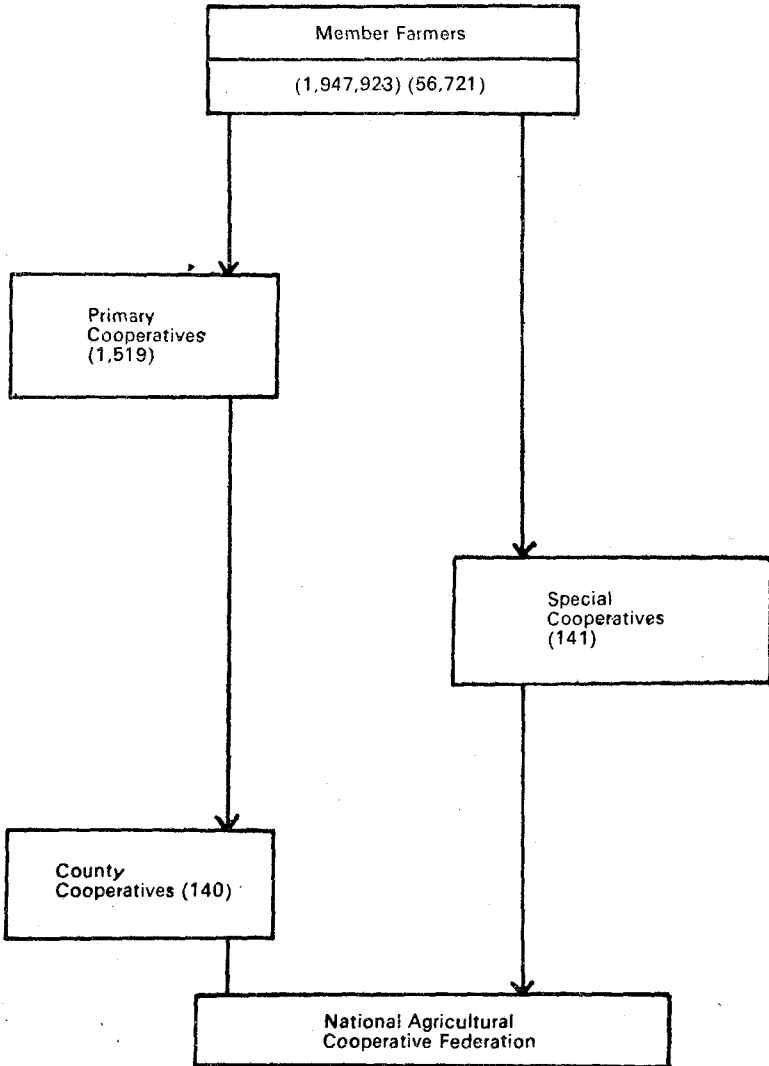 Member Farmers
(1,947,923) (56,721)
Primary
Cooperatives
(1,519)
Special
Cooperatives
(141)
County
Cooperatives (140)
National Agricultural
Cooperative Federation